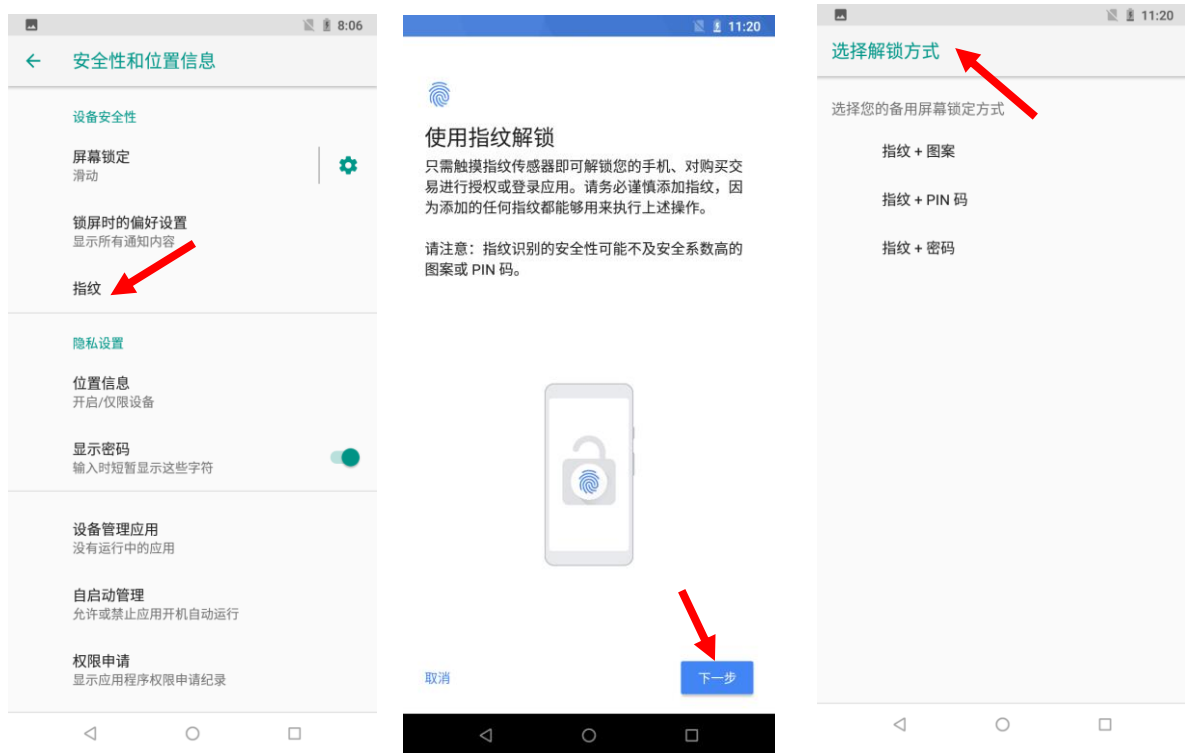 8:06
安全性和位置信息
设备安全性
屏幕锁定
滑动
锁屏时的偏好设置
显示所有通知内容
指纹
隐私设置
位置信息
开启/仅限设备
显示密码
输入时短暂显示这些字符
设备管理应用
没有运行中的应用
自启动管理
允许或禁止应用开机自动运行
权限申请
显示应用程序权限申请纪录
11:20
使用指纹解锁
只需触摸指纹传感器即可解锁您的手机、对购买交
易进行授权或登录应用。请务必谨慎添加指纹，因
为添加的任何指纹都能够用来执行上述操作。
请注意：指纹识别的安全性可能不及安全系数高的
图案或 PIN 码。
取消
下一步
11:20
选择解锁方式
选择您的备用屏幕锁定方式
指纹 + 图案
指纹 + PIN 码
指纹 + 密码